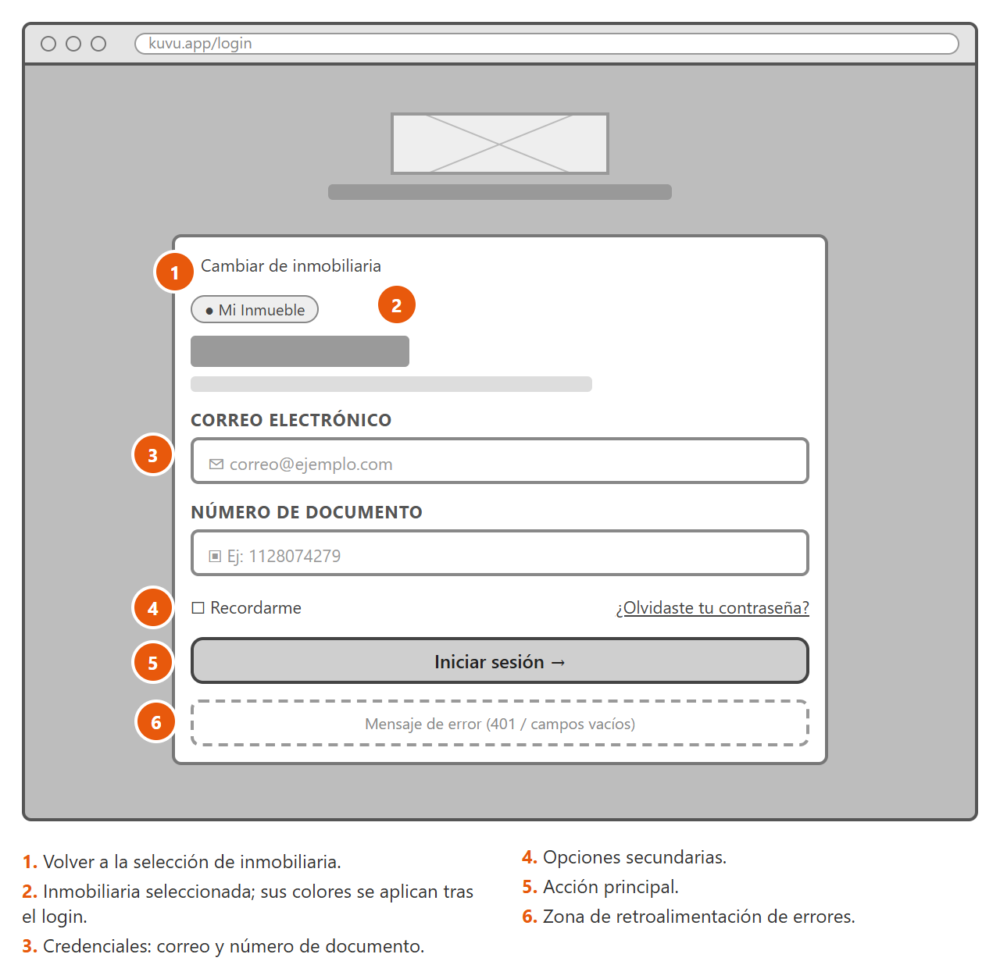 kuvu.app/login
1
Cambiar de inmobiliaria
● Mi Inmueble
2
CORREO ELECTRÓNICO
3
correo@ejemplo.com
NÚMERO DE DOCUMENTO
Ej: 1128074279
4
☐ Recordarme
¿Olvidaste tu contraseña?
5
Iniciar sesión →
6
Mensaje de error (401 / campos vacíos)
1. Volver a la selección de inmobiliaria.
2. Inmobiliaria seleccionada; sus colores se aplican tras
el login.
3. Credenciales: correo y número de documento.
4. Opciones secundarias.
5. Acción principal.
6. Zona de retroalimentación de errores.